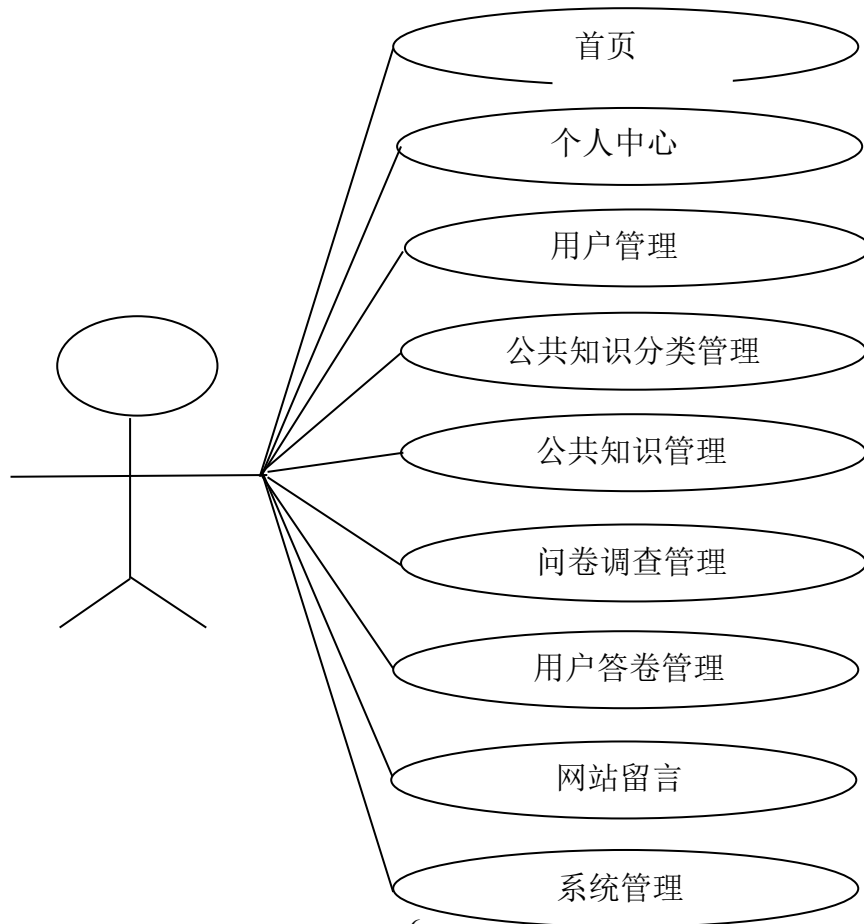 首页
个人中心
用户管理
公共知识分类管理
公共知识管理
问卷调查管理
用户答卷管理
网站留言
系统管理